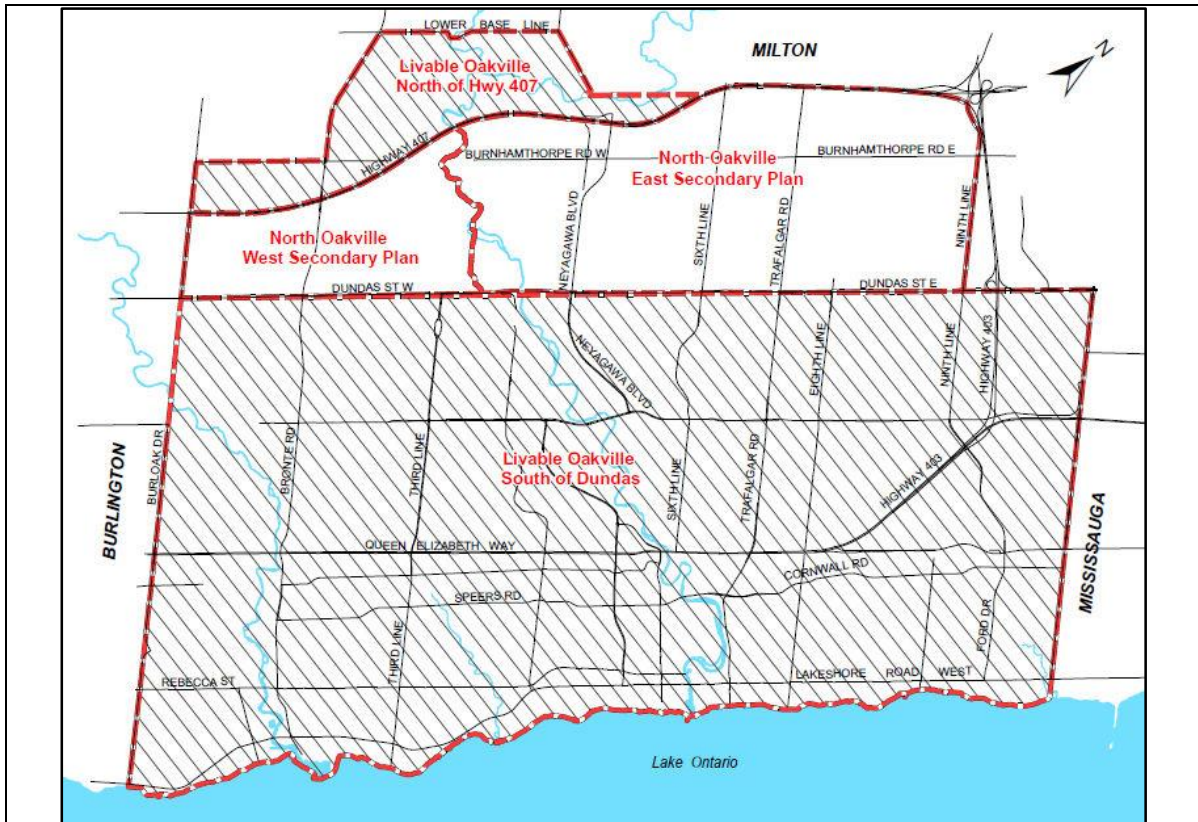 LOWER BASE LINE
MILTON
N
Livable Oakville
North of Hwy 407
HIGHWAY 407
BURNHAMTHORPE RD W
North Oakville
East Secondary Plan
BURNHAMTHORPE RD E
North Oakville
West Secondary Plan
NEYAGAWA BLVD
SIXTH LINE
TRAFALGAR RD
NINTH LINE
DUNDAS ST W
DUNDAS ST E
NEYAGAWA BLVD
EIGHTH LINE
NINTH LINE
HIGHWAY 403
BURLINGTON
BURLOAK DR
BRONTE RD
THIRD LINE
Livable Oakville
South of Dundas
SIXTH LINE
TRAFALGAR RD
HIGHWAY 403
MISSISSAUGA
QUEEN ELIZABETH WAY
CORNWALL RD
SPEERS RD
FORD DR
THIRD LINE
REBECCA ST
LAKESHORE ROAD WEST
Lake Ontario